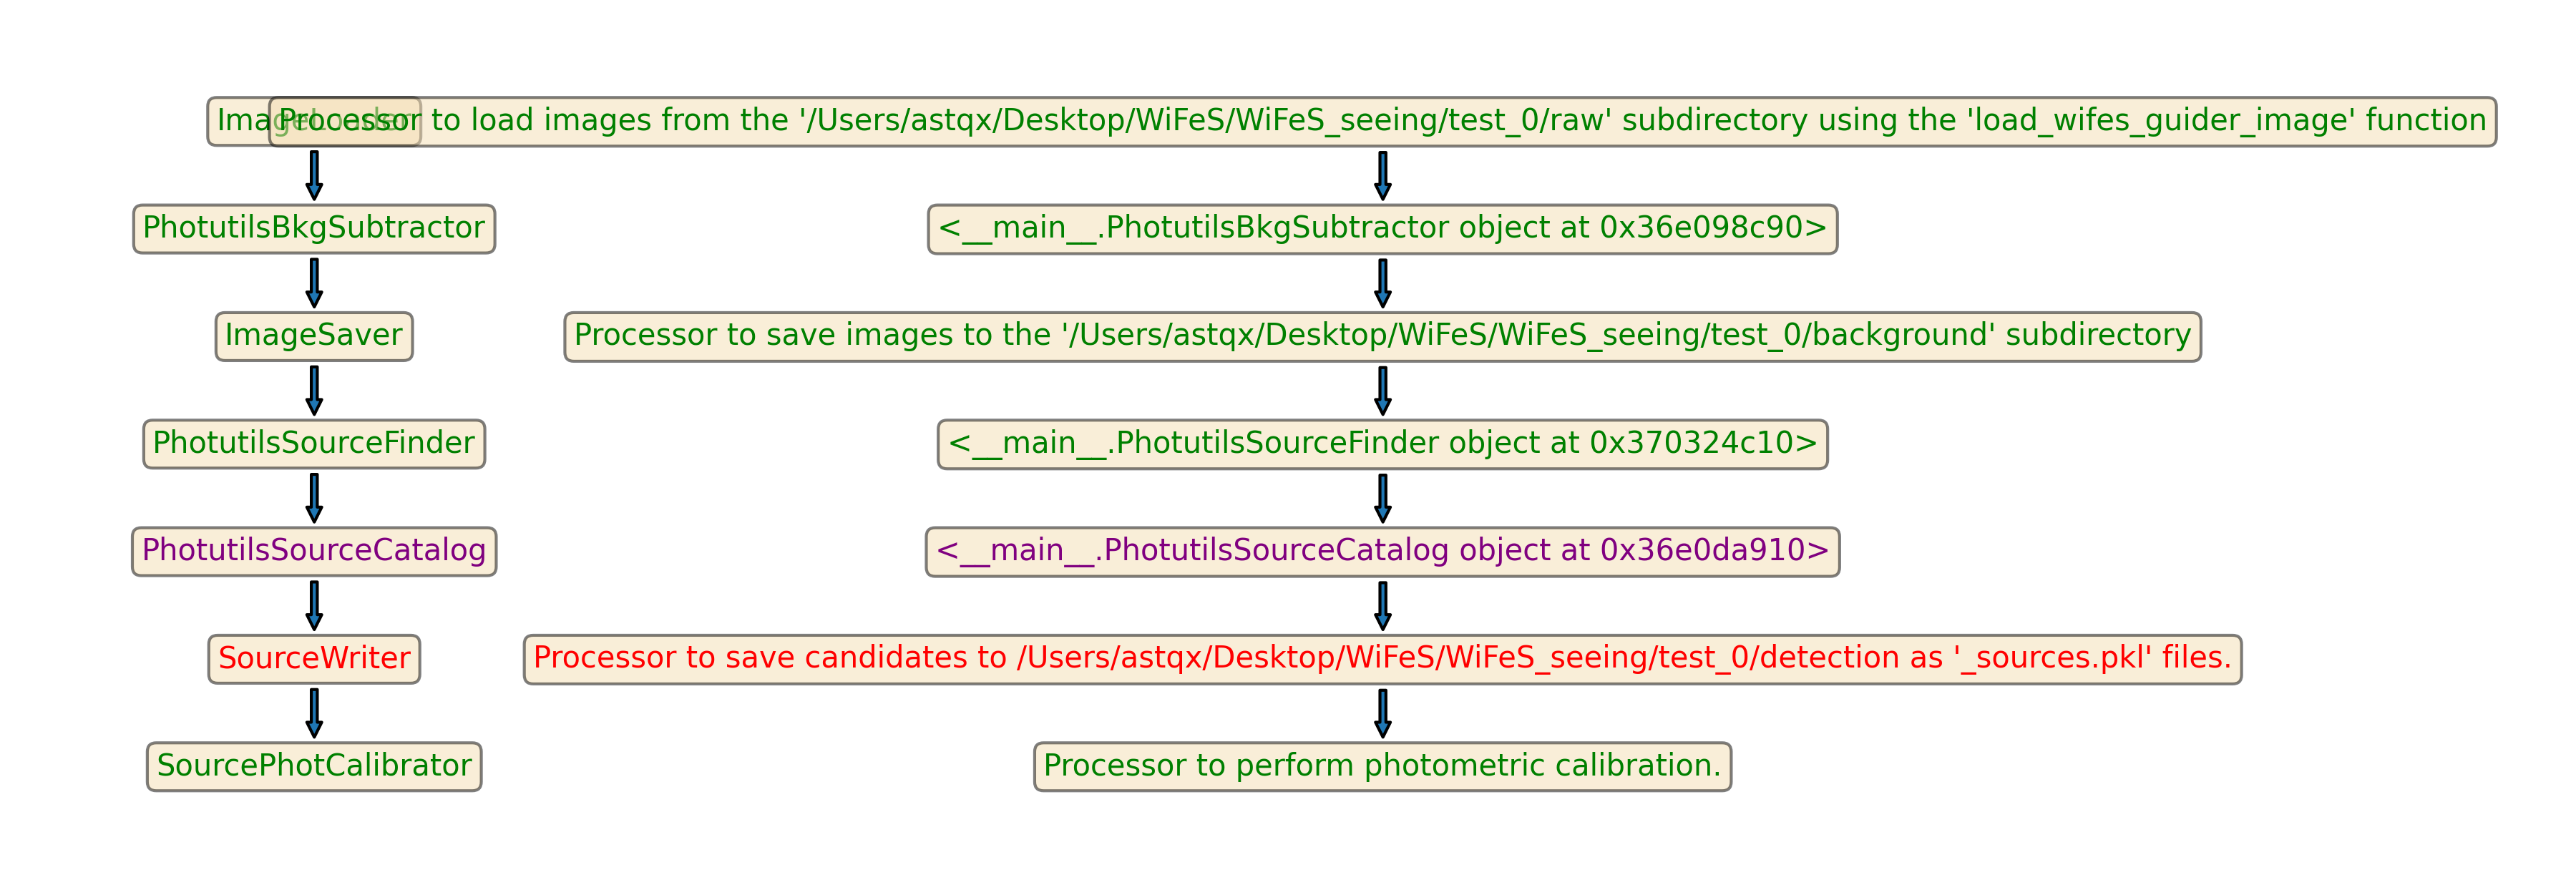 ImageLoader
Processor to load images from the '/Users/astqx/Desktop/WiFeS/WiFeS_seeing/test_0/raw' subdirectory using the 'load_wifes_guider_image' function
PhotutilsBkgSubtractor
<__main__.PhotutilsBkgSubtractor object at 0x36e098c90>
ImageSaver
Processor to save images to the '/Users/astqx/Desktop/WiFeS/WiFeS_seeing/test_0/background' subdirectory
PhotutilsSourceFinder
<__main__.PhotutilsSourceFinder object at 0x370324c10>
PhotutilsSourceCatalog
<__main__.PhotutilsSourceCatalog object at 0x36e0da910>
SourceWriter
Processor to save candidates to /Users/astqx/Desktop/WiFeS/WiFeS_seeing/test_0/detection as '_sources.pkl' files.
SourcePhotCalibrator
Processor to perform photometric calibration.